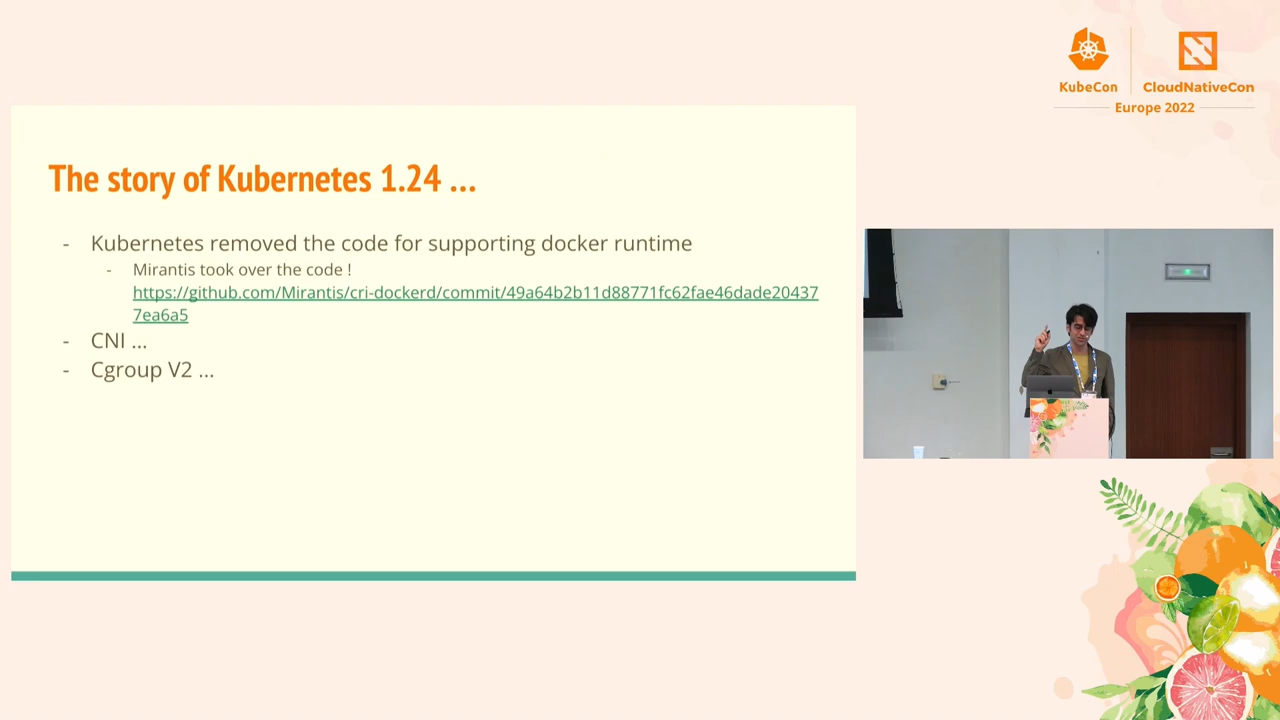 KubeCon
CloudNativeCon
Europe 2022
The story of Kubernetes 1.24 ...
- Kubernetes removed the code for supporting docker runtime
- Mirantis took over the code !
https://github.com/Mirantis/cri-dockerd/commit/49a64b2b11d88771fc62fae46dade20437
7ea6a5
- CNI ...
- Cgroup V2 ...